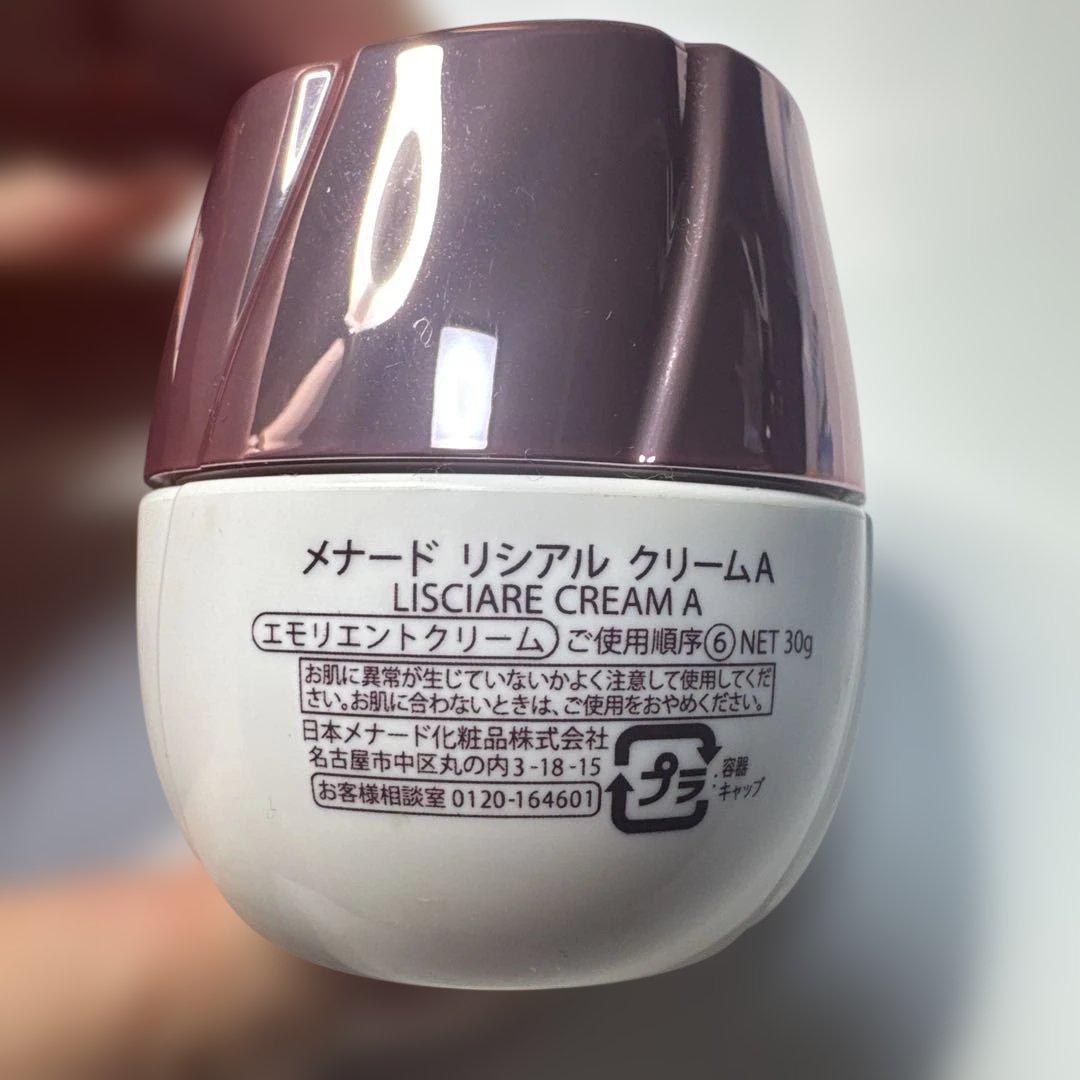 メナード リシアル クリームA
LISCIARE CREAM A
エモリエントクリーム ご使用順序⑥ NET 30g
お肌に異常が生じていないかよく注意して使用してくだ
さい。お肌に合わないときは、ご使用をおやめください。
日本メナード化粧品株式会社
名古屋市中区丸の内3-18-15
お客様相談室 0120-164601
プラ
容器
キャップ